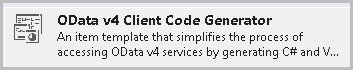 OData v4 Client Code Generator
An item template that simplifies the process of
accessing OData v4 services by generating C# and V...